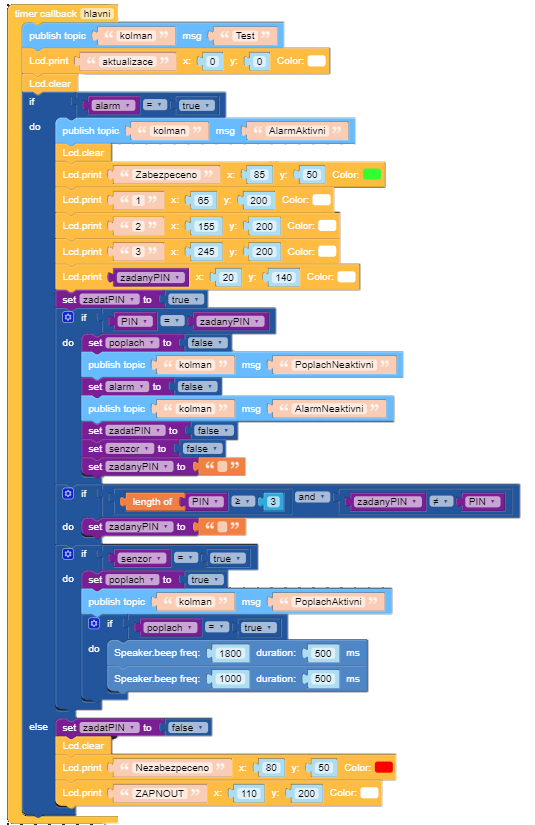 timer callback hlavni
publish topic “ kolman ” msg “ Test ”
Lcd.print “ aktualizace ” x: 0 y: 0 Color:
Lcd.clear
if alarm = true
do publish topic “ kolman ” msg “ AlarmAktivni ”
Lcd.clear
Lcd.print “ Zabezpeceno ” x: 85 y: 50 Color:
Lcd.print “ 1 ” x: 65 y: 200 Color:
Lcd.print “ 2 ” x: 155 y: 200 Color:
Lcd.print “ 3 ” x: 245 y: 200 Color:
Lcd.print zadanyPIN x: 20 y: 140 Color:
set zadatPIN to true
if PIN = zadanyPIN
do set poplach to false
publish topic “ kolman ” msg “ PoplachNeaktivni ”
set alarm to false
publish topic “ kolman ” msg “ AlarmNeaktivni ”
set zadatPIN to false
set senzor to false
set zadanyPIN to “ ”
if length of PIN ≥ 3 and zadanyPIN ≠ PIN
do set zadanyPIN to “ ”
if senzor = true
do set poplach to true
publish topic “ kolman ” msg “ PoplachAktivni ”
if poplach = true
do Speaker.beep freq: 1800 duration: 500 ms
Speaker.beep freq: 1000 duration: 500 ms
else set zadatPIN to false
Lcd.clear
Lcd.print “ Nezabezpeceno ” x: 80 y: 50 Color:
Lcd.print “ ZAPNOUT ” x: 110 y: 200 Color: